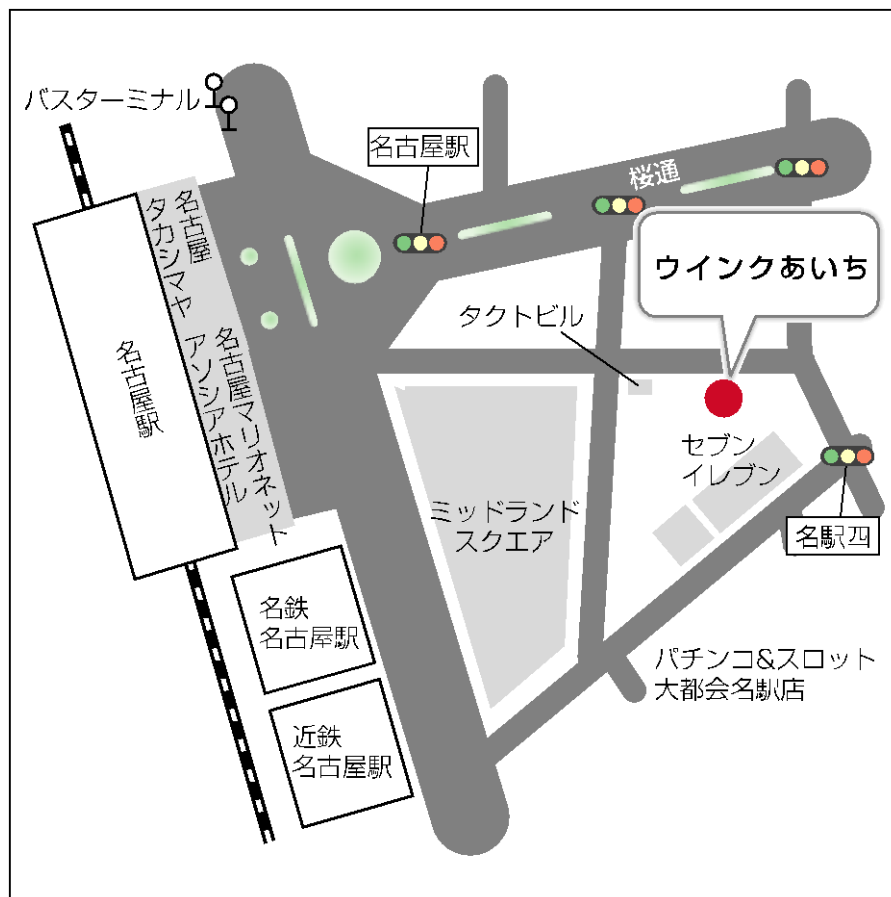 バスターミナル
名古屋駅
桜通
名古屋
タカシマヤ
ウインクあいち
タクトビル
名古屋駅
名古屋マリオネット
アソシアホテル
セブン
イレブン
ミッドランド
スクエア
名駅四
名鉄
名古屋駅
パチンコ&スロット
大都会名駅店
近鉄
名古屋駅